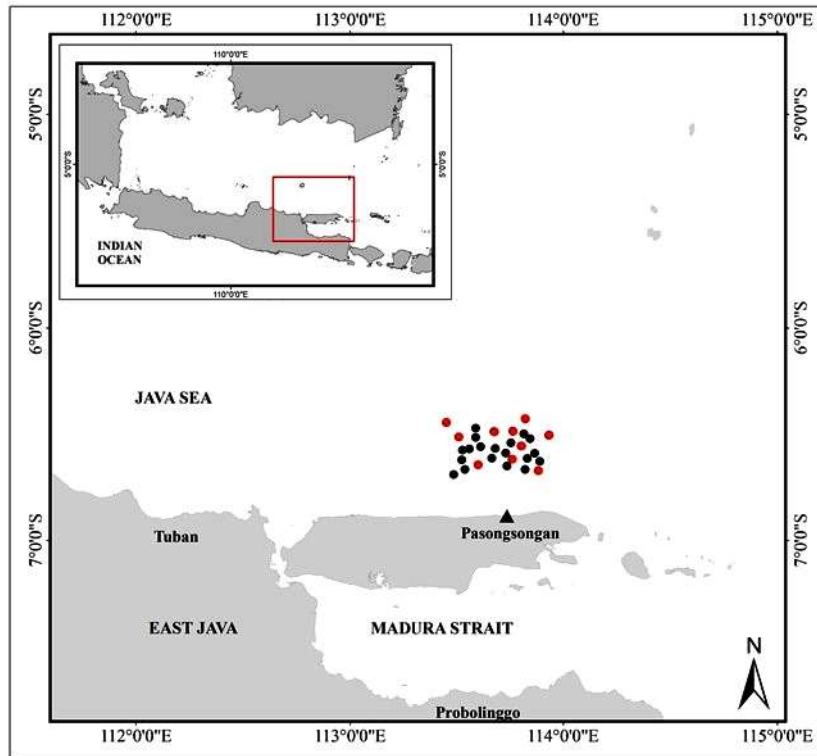 112°0'0"E 113°0'0"E 114°0'0"E 115°0'0"E
110°0'0"E
5°0'0"S 5°0'0"S
INDIAN
OCEAN
110°0'0"E
5°0'0"S 5°0'0"S
6°0'0"S 6°0'0"S
JAVA SEA
7°0'0"S 7°0'0"S
Tuban Pasongsongan
EAST JAVA MADURA STRAIT
N
Probolinggo
112°0'0"E 113°0'0"E 114°0'0"E 115°0'0"E